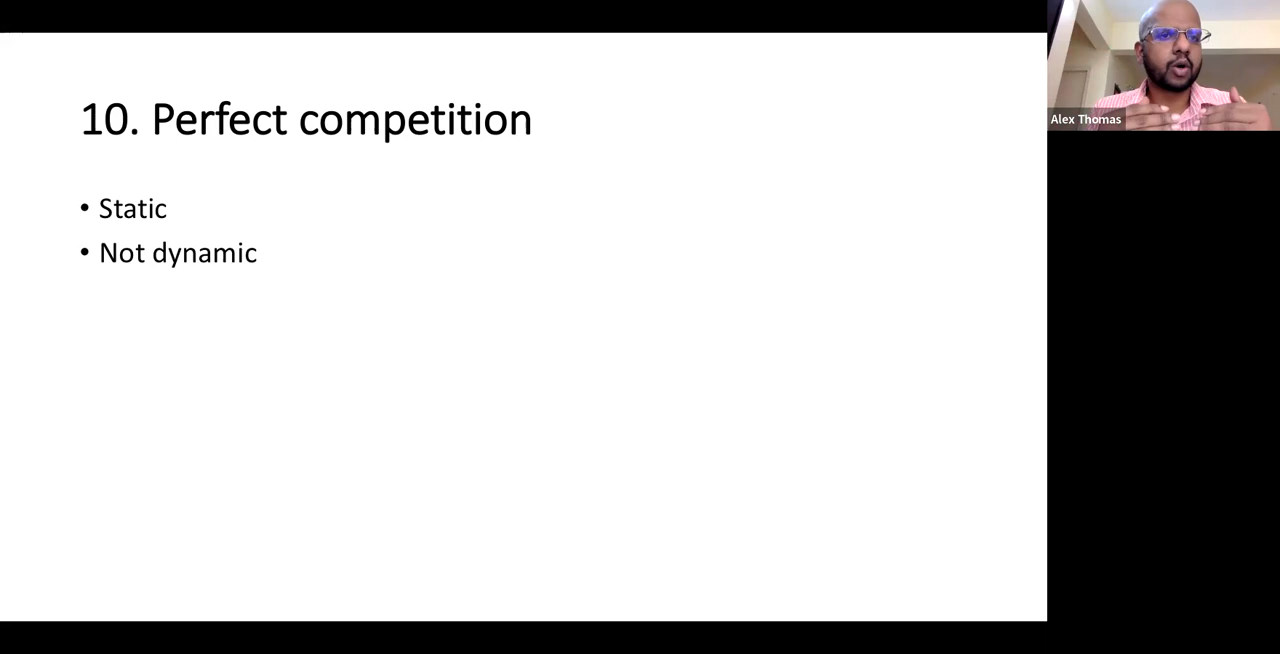 10. Perfect competition
• Static
• Not dynamic
Alex Thomas